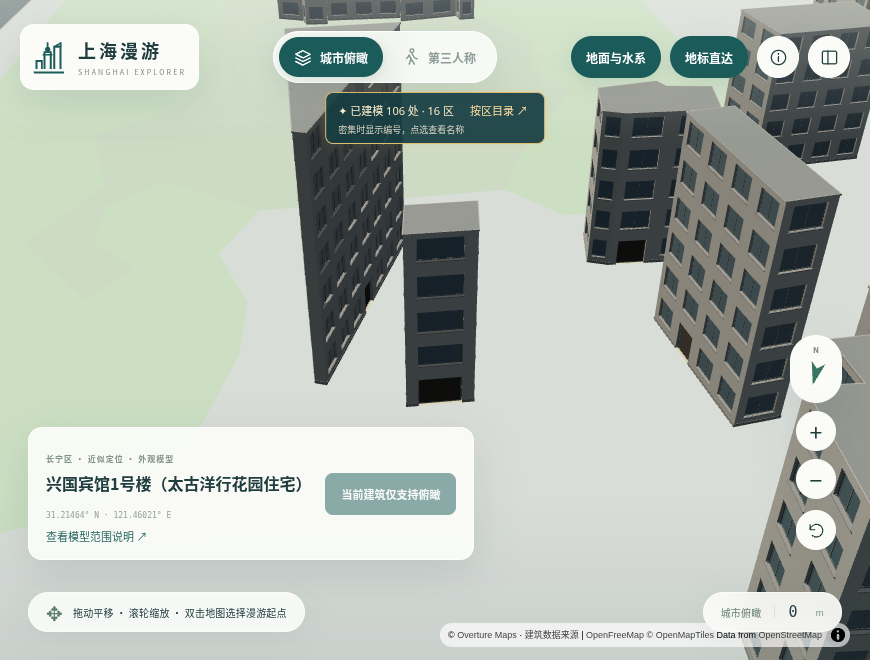 上海漫游
SHANGHAI EXPLORER
城市俯瞰
第三人称
地面与水系
地标直达
✦ 已建模 106 处 · 16 区 按区目录 ↗
密集时显示编号，点选查看名称
N
+
−
长宁区 · 近似定位 · 外观模型
兴国宾馆1号楼（太古洋行花园住宅）
当前建筑仅支持俯瞰
31.21464° N · 121.46021° E
查看模型范围说明 ↗
拖动平移 · 滚轮缩放 · 双击地图选择漫游起点
城市俯瞰 0 m
© Overture Maps · 建筑数据来源 | OpenFreeMap © OpenMapTiles Data from OpenStreetMap